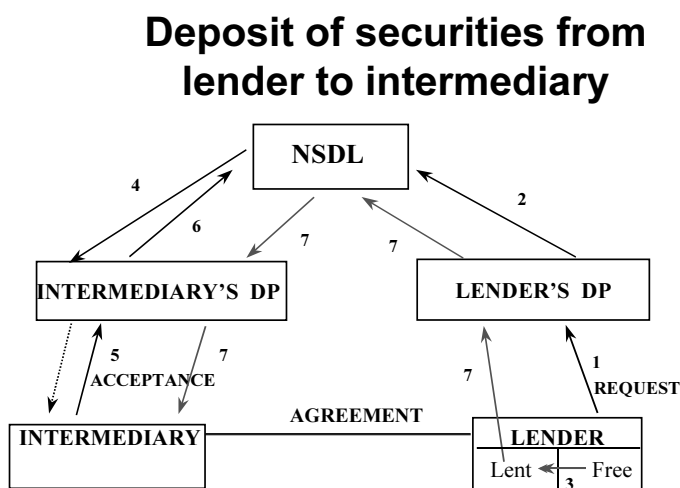 Deposit of securities from
lender to intermediary
NSDL
4
2
6
7
7
INTERMEDIARY'S DP
LENDER'S DP
5
7
ACCEPTANCE
7
1
REQUEST
AGREEMENT
INTERMEDIARY
LENDER
Lent
Free
3